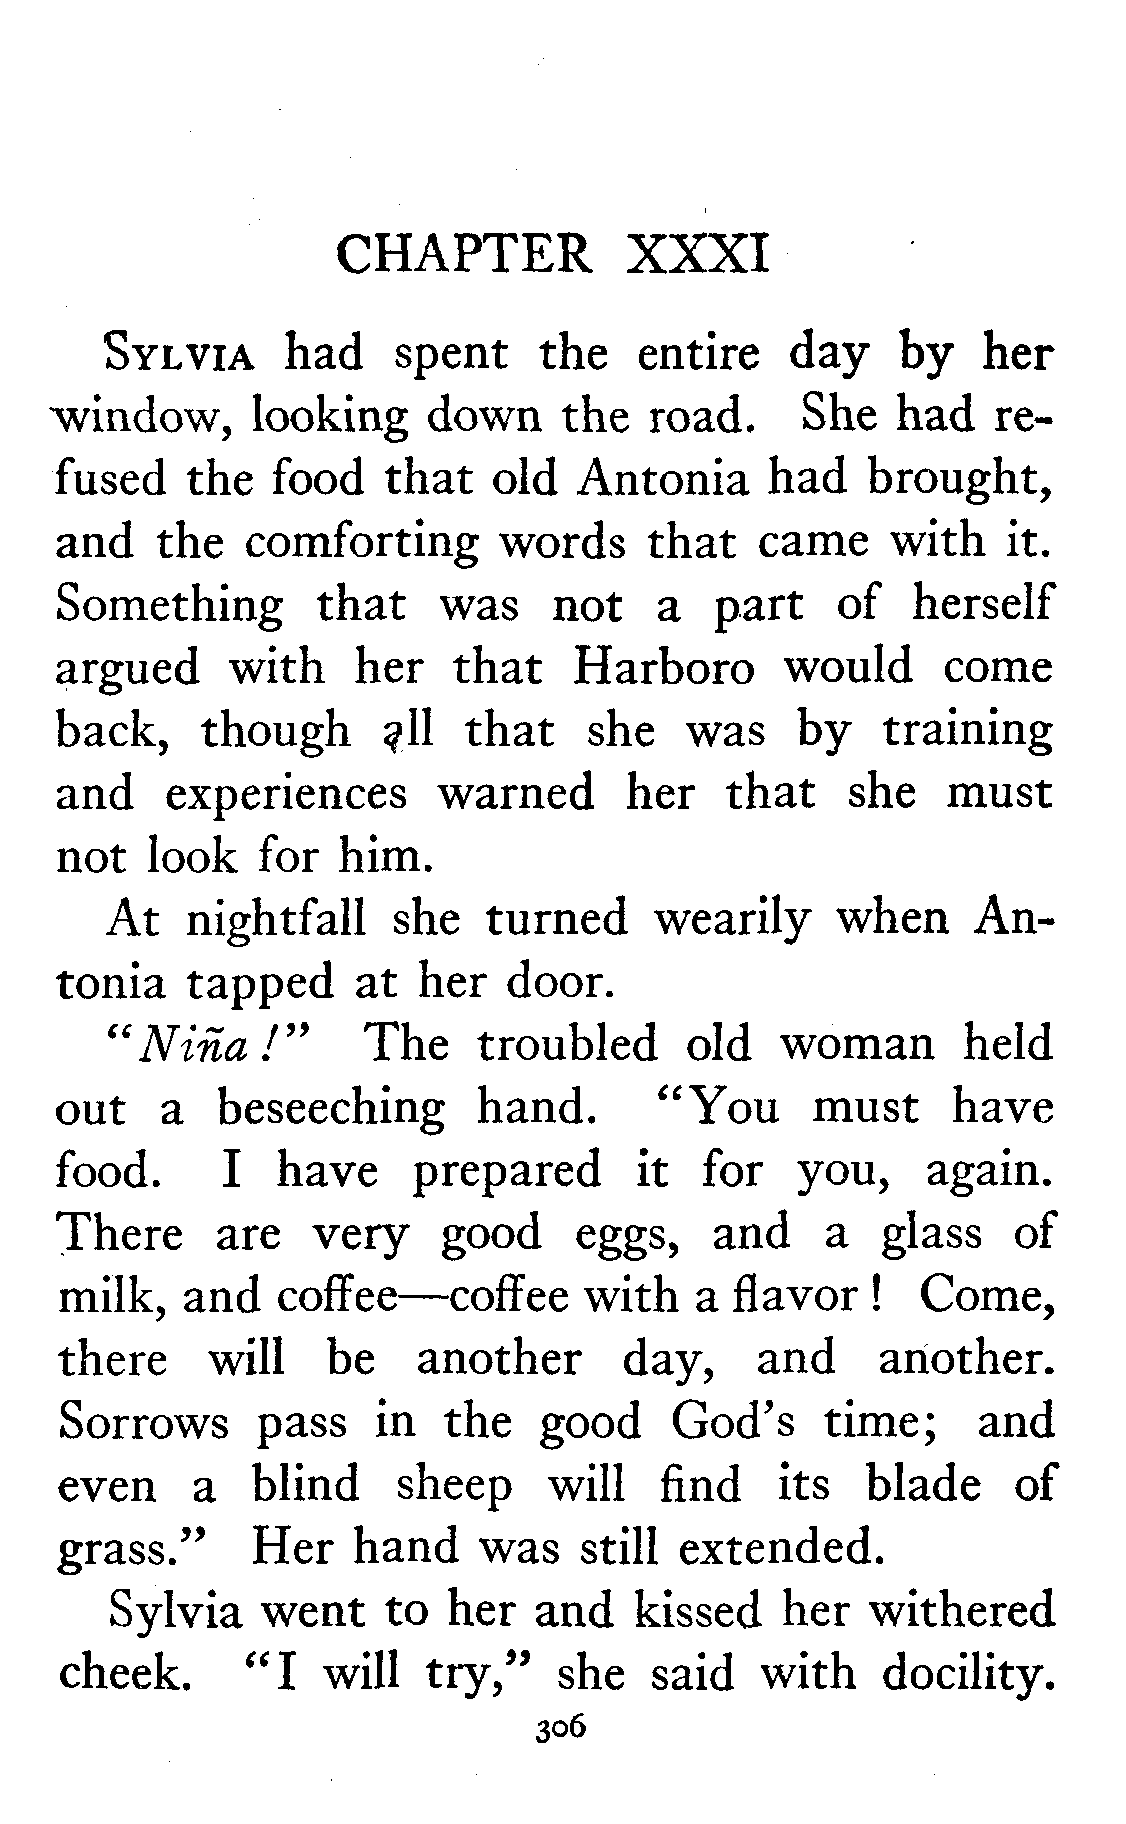 CHAPTER XXXI
SYLVIA had spent the entire day by her
window, looking down the road. She had re-
fused the food that old Antonia had brought,
and the comforting words that came with it.
Something that was not a part of herself
argued with her that Harboro would come
back, though all that she was by training
and experiences warned her that she must
not look for him.
At nightfall she turned wearily when An-
tonia tapped at her door.
"Niña!" The troubled old woman held
out a beseeching hand. "You must have
food. I have prepared it for you, again.
There are very good eggs, and a glass of
milk, and coffee—coffee with a flavor! Come,
there will be another day, and another.
Sorrows pass in the good God's time; and
even a blind sheep will find its blade of
grass." Her hand was still extended.
Sylvia went to her and kissed her withered
cheek. "I will try," she said with docility.
306